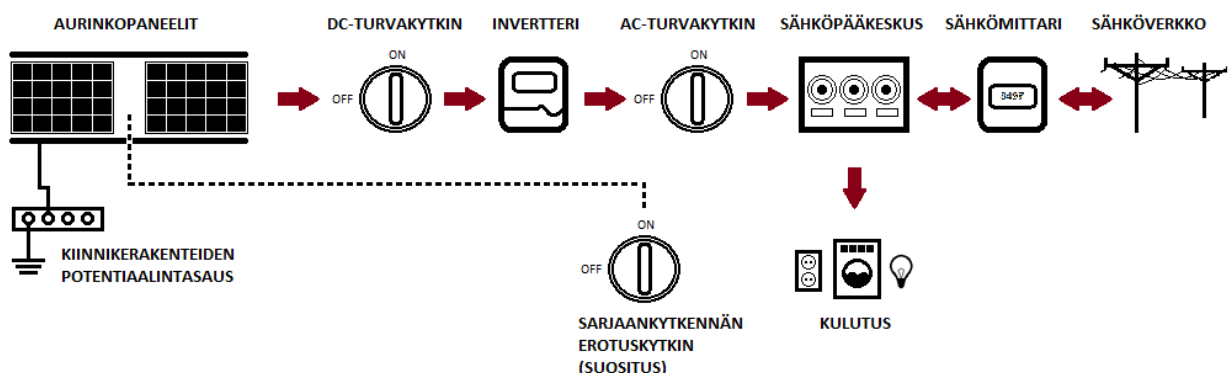 AURINKOPANEELIT
DC-TURVAKYTKIN
INVERTTERI
AC-TURVAKYTKIN
SÄHKÖPÄÄKESKUS
SÄHKÖMITTARI
SÄHKÖVERKKO
ON
OFF
ON
OFF
8497
KIINNIKERAKENTEIDEN
POTENTIAALINTASAUS
ON
OFF
SARJAANKYTKENNÄN
EROTUSKYTKIN
(SUOSITUS)
KULUTUS